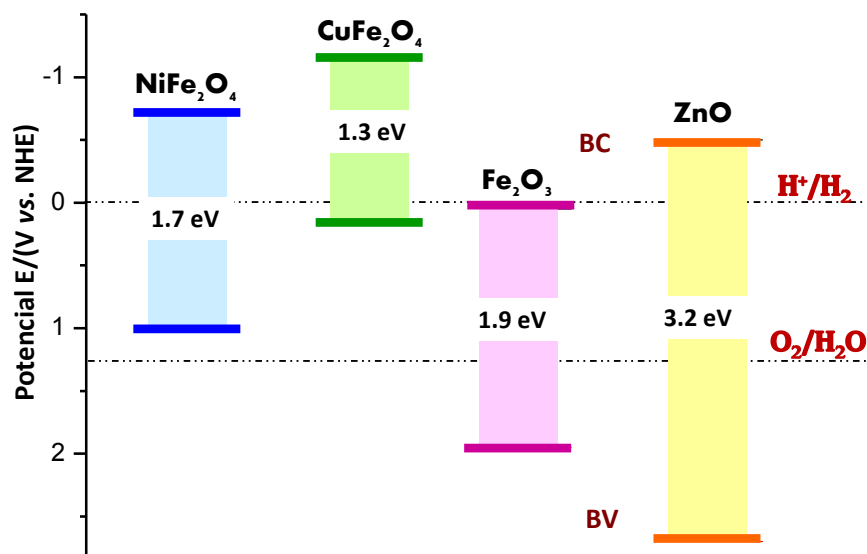 CuFe₂O₄
-1
NiFe₂O₄
ZnO
1.3 eV
BC
Fe₂O₃
H⁺/H₂
0
1.7 eV
Potencial E/(V vs. NHE)
1
1.9 eV
3.2 eV
O₂/H₂O
2
BV